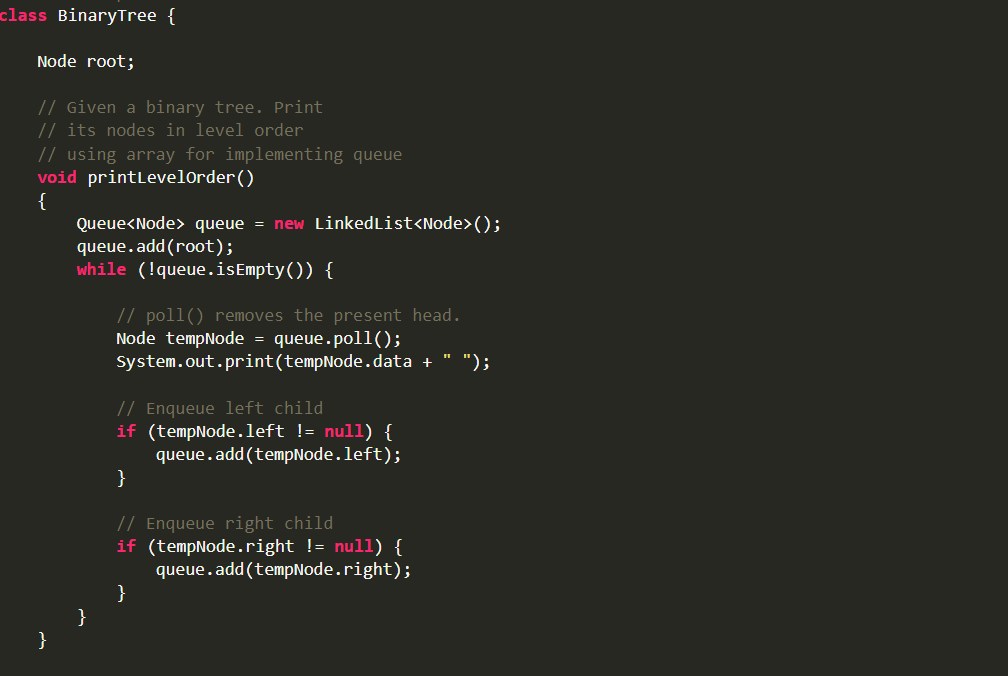 class BinaryTree {
Node root;
// Given a binary tree. Print
// its nodes in level order
// using array for implementing queue
void printLevelOrder()
{
Queue<Node> queue = new LinkedList<Node>();
queue.add(root);
while (!queue.isEmpty()) {
// poll() removes the present head.
Node tempNode = queue.poll();
System.out.print(tempNode.data + " ");
// Enqueue left child
if (tempNode.left != null) {
queue.add(tempNode.left);
}
// Enqueue right child
if (tempNode.right != null) {
queue.add(tempNode.right);
}
}
}